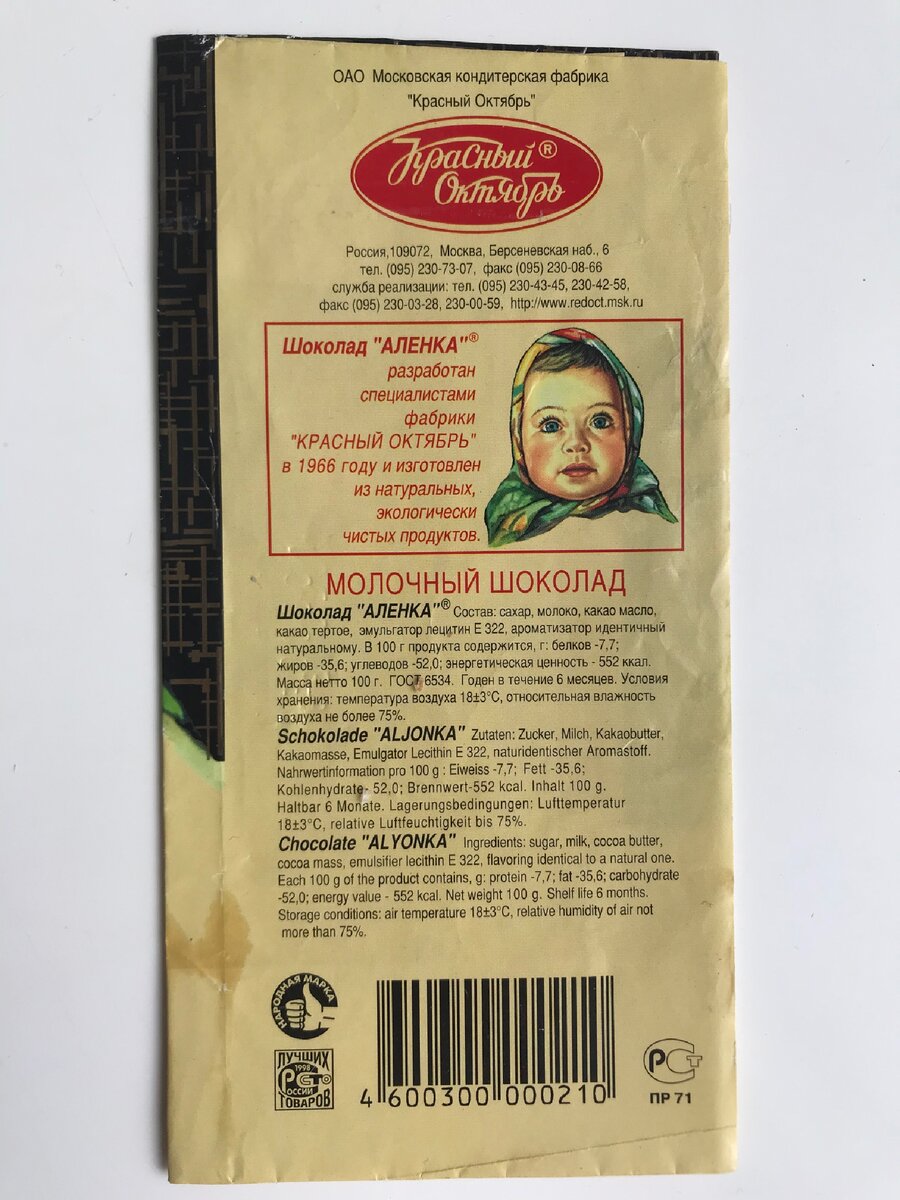 ОАО Московская кондитерская фабрика
"Красный Октябрь"
Красный ®
Октябрь
Россия,109072, Москва, Берсеневская наб., 6
тел. (095) 230-73-07, факс (095) 230-08-66
служба реализации: тел. (095) 230-43-45, 230-42-58,
факс (095) 230-03-28, 230-00-59, http://www.redoct.msk.ru
Шоколад "АЛЕНКА"®
разработан
специалистами
фабрики
"КРАСНЫЙ ОКТЯБРЬ"
в 1966 году и изготовлен
из натуральных,
экологически
чистых продуктов.
МОЛОЧНЫЙ ШОКОЛАД
Шоколад "АЛЕНКА"® Состав: сахар, молоко, какао масло,
какао тертое, эмульгатор лецитин Е 322, ароматизатор идентичный
натуральному. В 100 г продукта содержится, г: белков -7,7;
жиров -35,6; углеводов -52,0; энергетическая ценность - 552 ккал.
Масса нетто 100 г. ГОСТ 6534. Годен в течение 6 месяцев. Условия
хранения: температура воздуха 18±3°С, относительная влажность
воздуха не более 75%.
Schokolade "ALJONKA" Zutaten: Zucker, Milch, Kakaobutter,
Kakaomasse, Emulgator Lecithin E 322, naturidentischer Aromastoff.
Nahrwertinformation pro 100 g : Eiweiss -7,7; Fett -35,6;
Kohlenhydrate- 52,0; Brennwert-552 kcal. Inhalt 100 g.
Haltbar 6 Monate. Lagerungsbedingungen: Lufttemperatur
18±3°C, relative Luftfeuchtigkeit bis 75%.
Chocolate "ALYONKA" Ingredients: sugar, milk, cocoa butter,
cocoa mass, emulsifier lecithin E 322, flavoring identical to a natural one.
Each 100 g of the product contains, g: protein -7,7; fat -35,6; carbohydrate
-52,0; energy value - 552 kcal. Net weight 100 g. Shelf life 6 months.
Storage conditions: air temperature 18±3°C, relative humidity of air not
more than 75%.
НАРОДНАЯ МАРКА
ЛУЧШИХ
1998
РОССИИ
ТОВАРОВ
4 600300 000210
РСТ
ПР 71